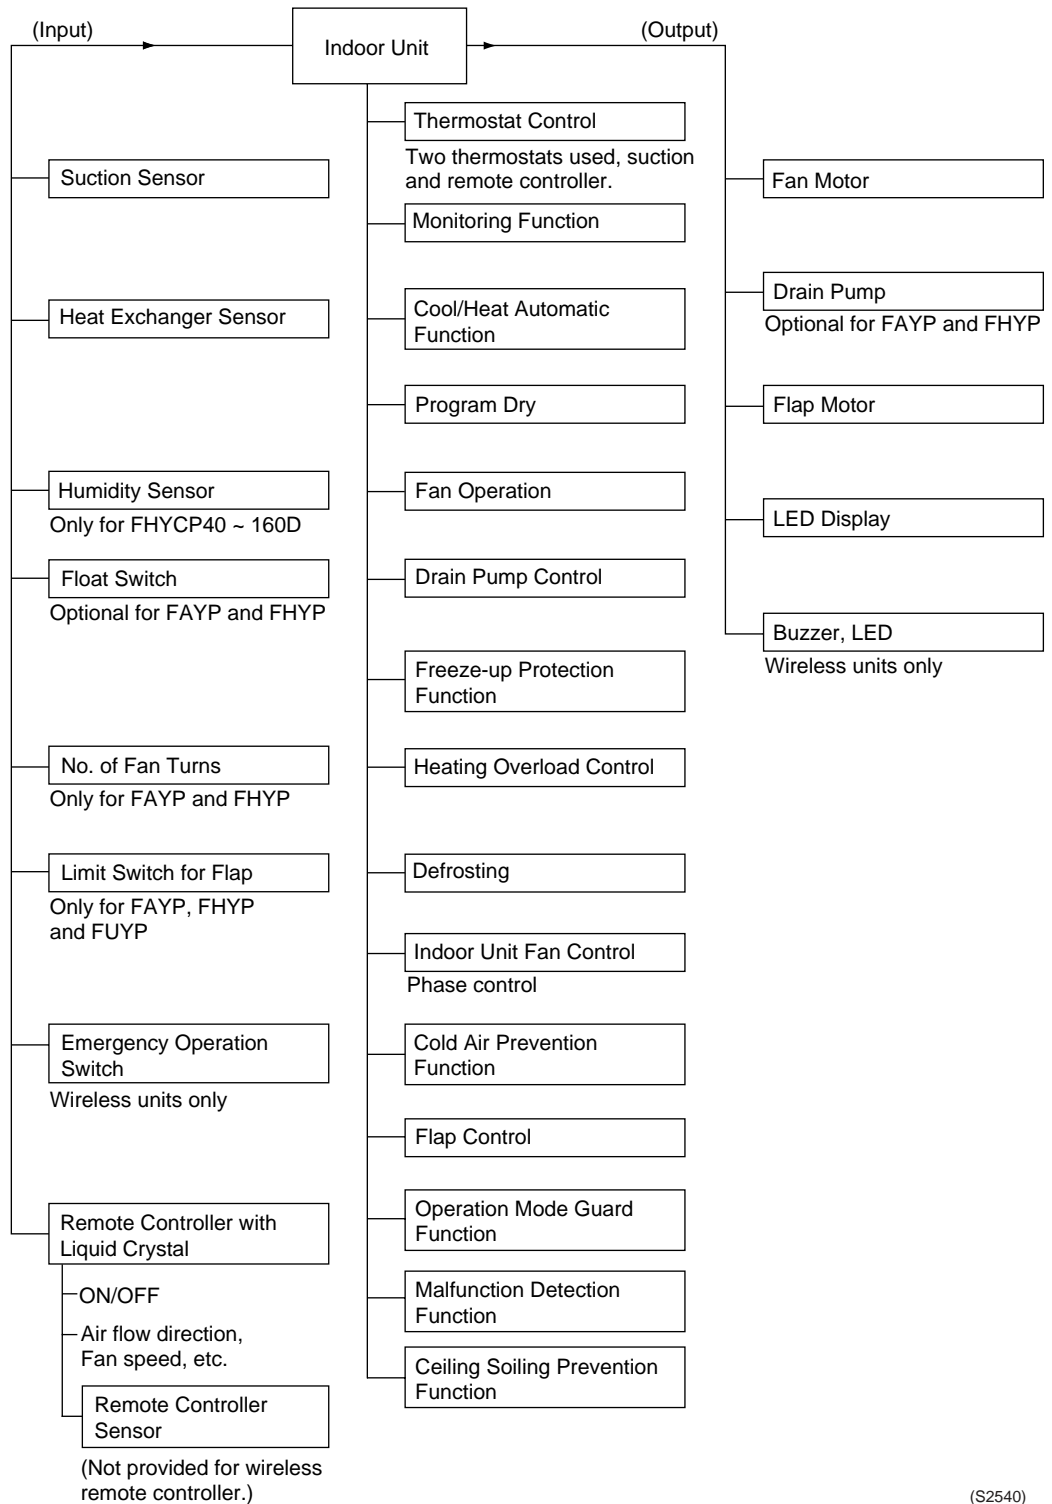 (Input)
Indoor Unit
(Output)
Suction Sensor
Heat Exchanger Sensor
Humidity Sensor
Only for FHYCP40 ~ 160D
Float Switch
Optional for FAYP and FHYP
No. of Fan Turns
Only for FAYP and FHYP
Limit Switch for Flap
Only for FAYP, FHYP
and FUYP
Emergency Operation
Switch
Wireless units only
Remote Controller with
Liquid Crystal
ON/OFF
Air flow direction,
Fan speed, etc.
Remote Controller
Sensor
(Not provided for wireless
remote controller.)
Thermostat Control
Two thermostats used, suction
and remote controller.
Monitoring Function
Cool/Heat Automatic
Function
Program Dry
Fan Operation
Drain Pump Control
Freeze-up Protection
Function
Heating Overload Control
Defrosting
Indoor Unit Fan Control
Phase control
Cold Air Prevention
Function
Flap Control
Operation Mode Guard
Function
Malfunction Detection
Function
Ceiling Soiling Prevention
Function
Fan Motor
Drain Pump
Optional for FAYP and FHYP
Flap Motor
LED Display
Buzzer, LED
Wireless units only
(S2540)